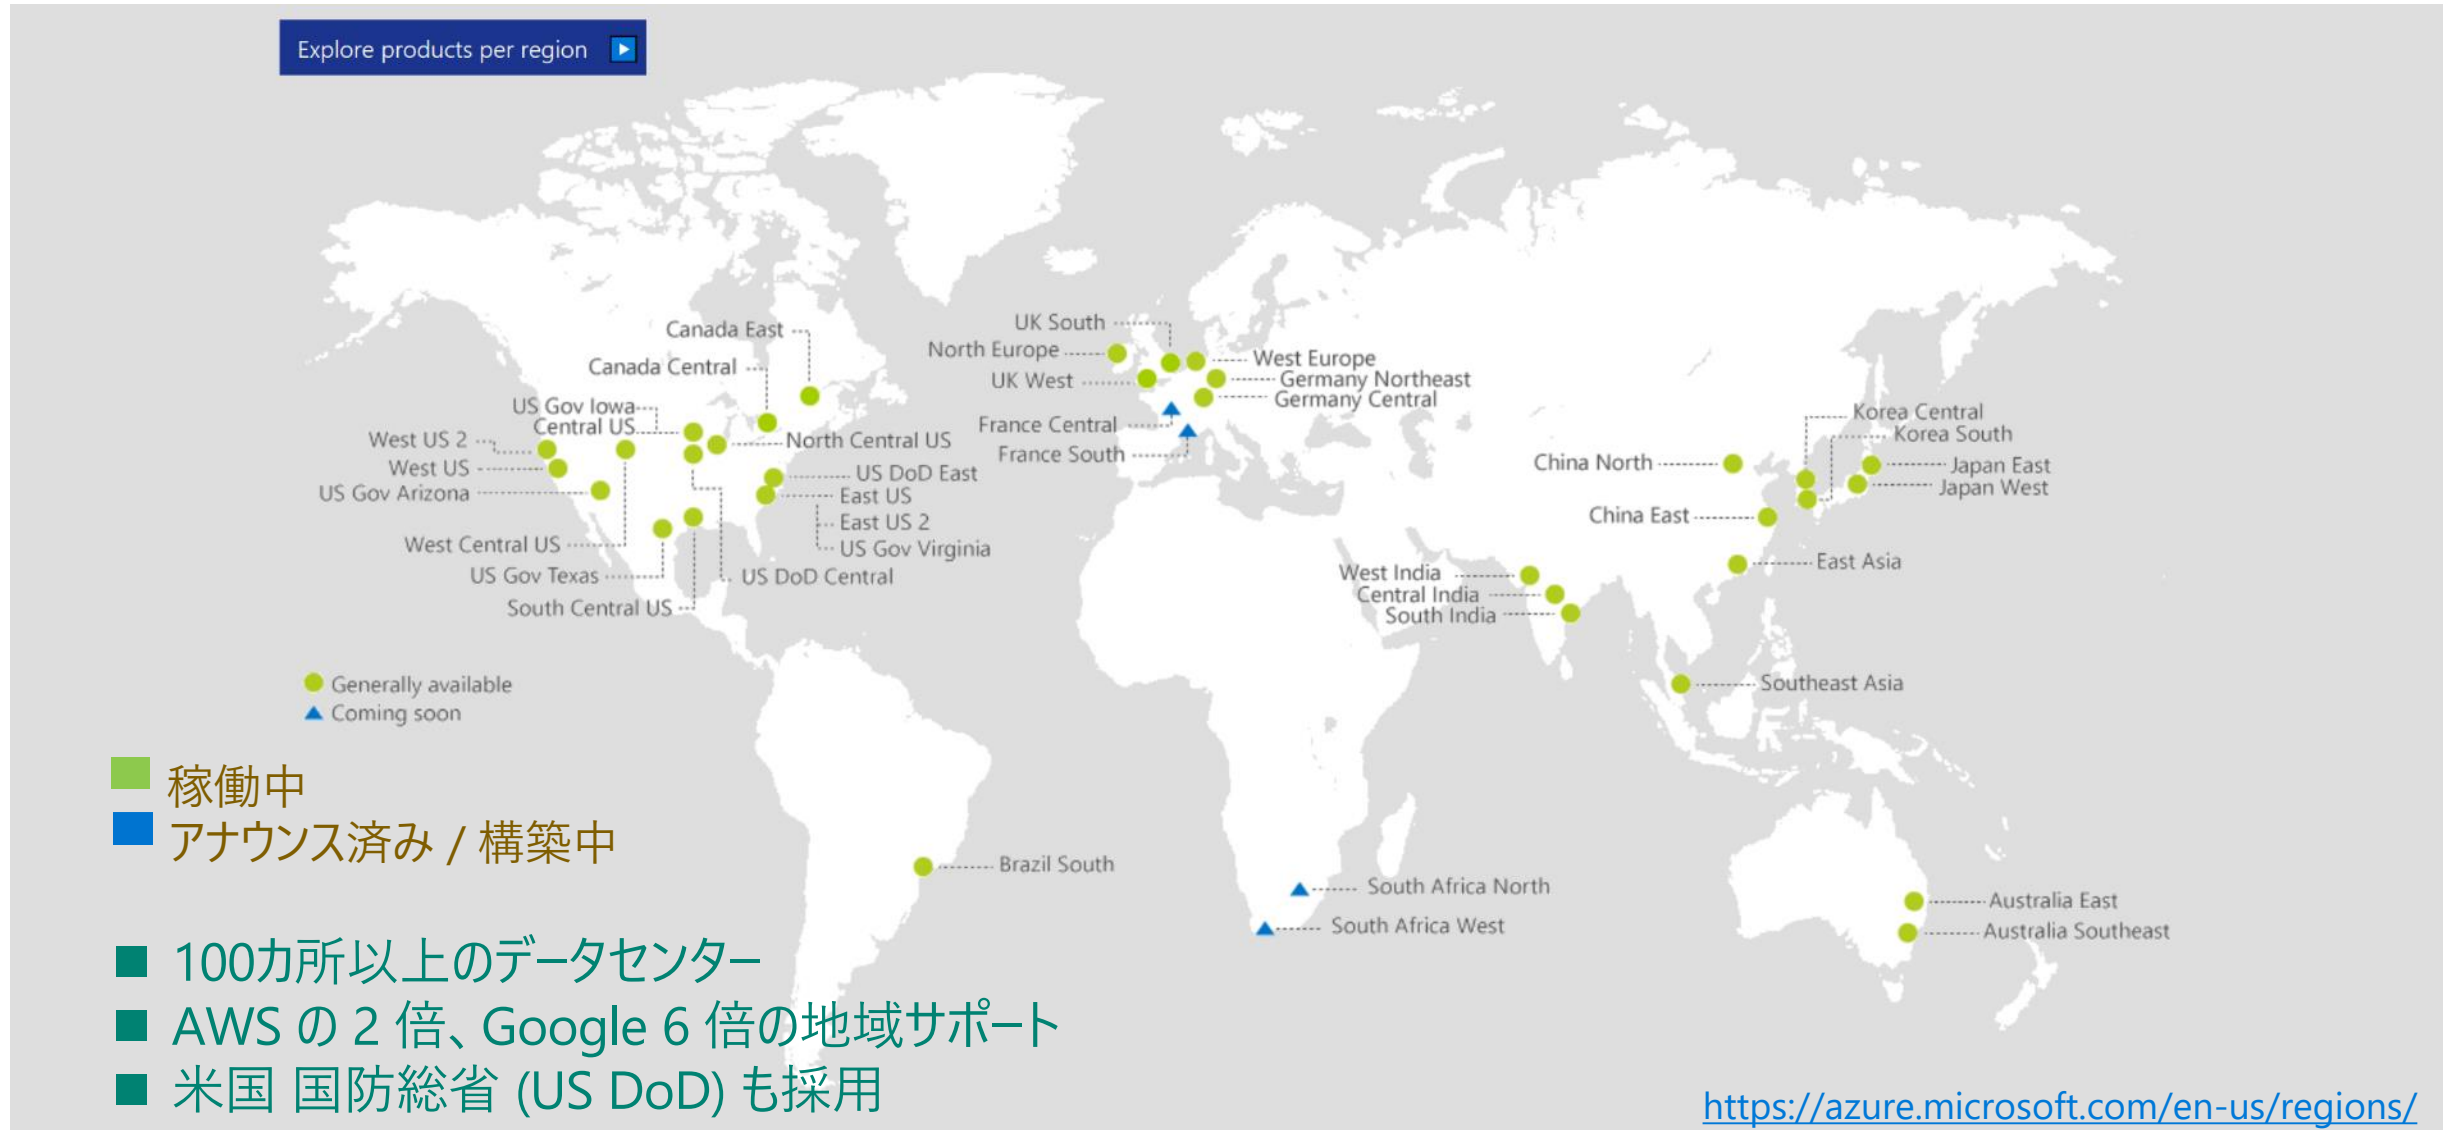 Explore products per region
Canada East
Canada Central
US Gov Iowa
Central US
West US 2
West US
US Gov Arizona
North Central US
US DoD East
East US
East US 2
US Gov Virginia
West Central US
US Gov Texas
US DoD Central
South Central US
UK South
North Europe
UK West
West Europe
Germany Northeast
Germany Central
France Central
France South
Korea Central
Korea South
China North
Japan East
Japan West
China East
East Asia
West India
Central India
South India
Southeast Asia
Generally available
Coming soon
稼働中
アナウンス済み / 構築中
Brazil South
South Africa North
South Africa West
Australia East
Australia Southeast
■ 100カ所以上のデータセンター
■ AWS の 2 倍、Google 6 倍の地域サポート
■ 米国 国防総省 (US DoD) も採用
https://azure.microsoft.com/en-us/regions/